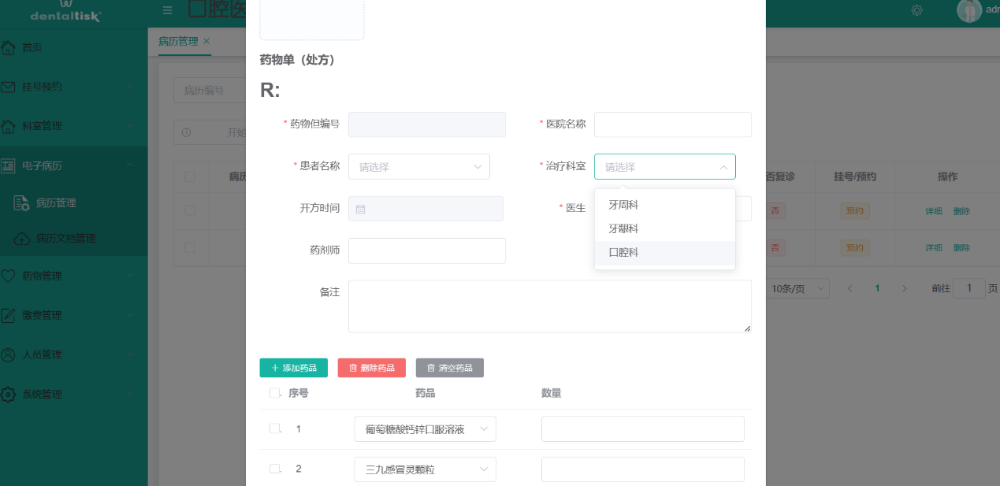 dentaltisk
口腔医
adr
首页
挂号预约
科室管理
电子病历
病历管理
病历文档管理
药物管理
缴费管理
人员管理
系统管理
病历管理 ×
病历编号
开始
病历
否复诊
挂号/预约
操作
否
预约
详细 删除
否
预约
详细 删除
10条/页
1
前往 1 页
药物单（处方）
R:
* 药物但编号
* 医院名称
* 患者名称 请选择
* 治疗科室 请选择
牙周科
牙龈科
口腔科
开方时间
* 医生
药剂师
备注
+ 添加药品
删除药品
清空药品
序号 药品 数量
1 葡萄糖酸钙锌口服溶液
2 三九感冒灵颗粒